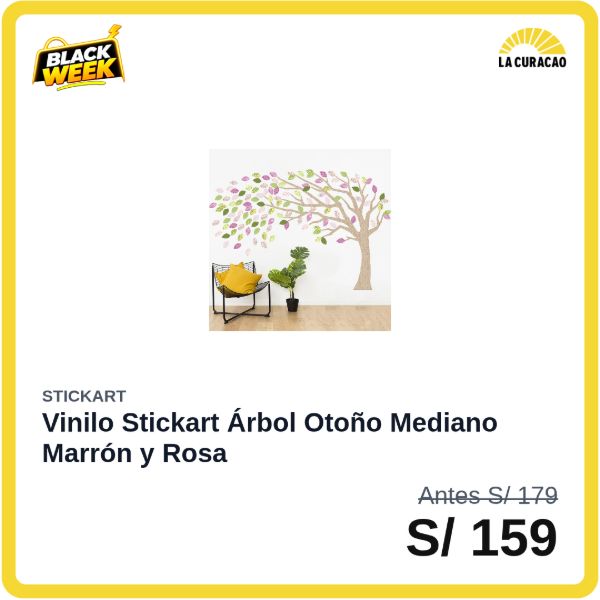 BLACK
WEEK
LA CURACAO
STICKART
Vinilo Stickart Árbol Otoño Mediano
Marrón y Rosa
Antes S/ 179
S/ 159